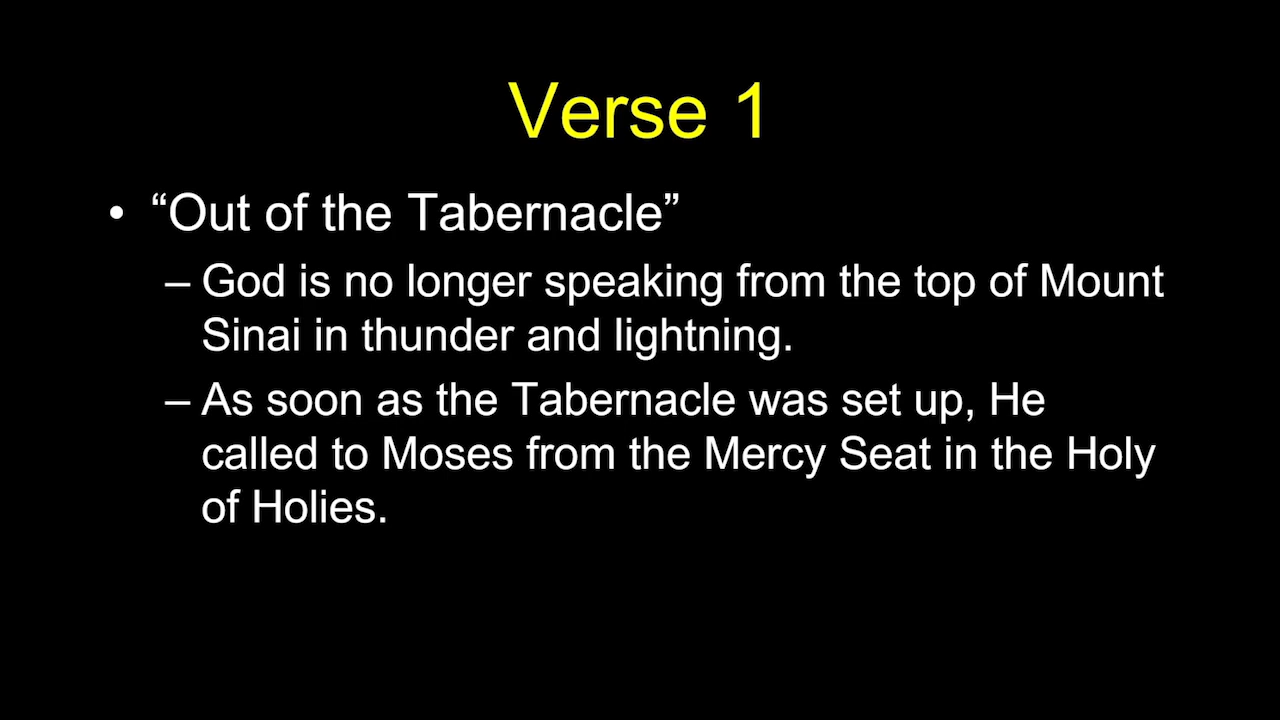 Verse 1
• “Out of the Tabernacle”
– God is no longer speaking from the top of Mount
Sinai in thunder and lightning.
– As soon as the Tabernacle was set up, He
called to Moses from the Mercy Seat in the Holy
of Holies.